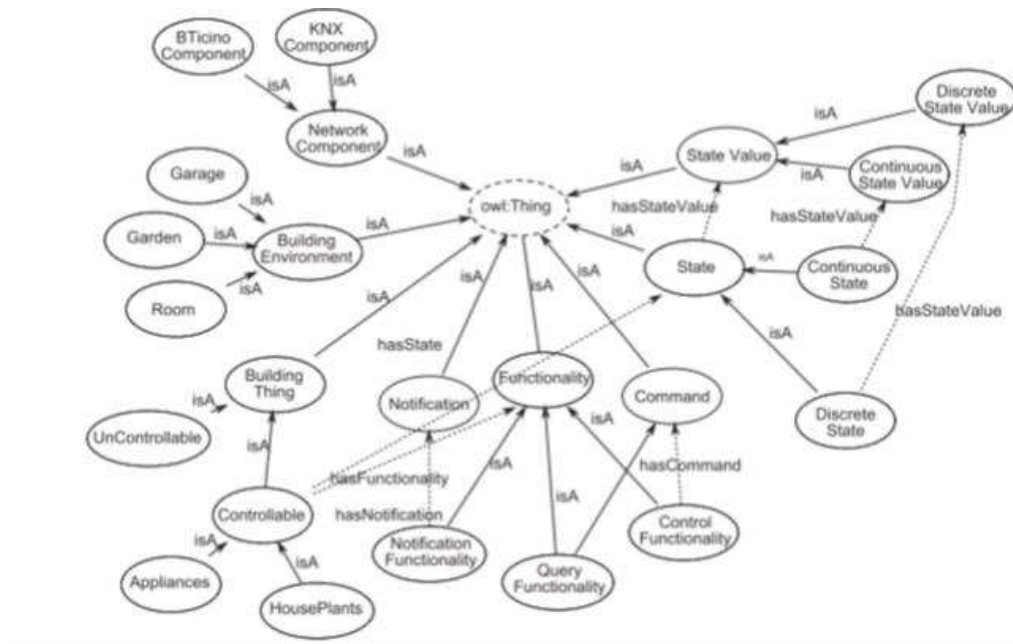 BTicino
Component
KNX
Component
isA
isA
Network
Component
isA
Discrete
State Value
isA
State Value
isA
Continuous
State Value
isA
Garage
isA
owl:Thing
hasStateValue
hasStateValue
Garden
isA
Building
Environment
isA
isA
State
isA
Continuous
State
Room
isA
isA
isA
isA
isA
hasStateValue
hasState
isA
Building
Thing
Notification
Functionality
Command
Discrete
State
isA
UnControllable
isA
isA
isA
hasCommand
hasFunctionality
Controllable
hasNotification
isA
Control
Functionality
isA
Notification
Functionality
Query
Functionality
Appliances
isA
HousePlants